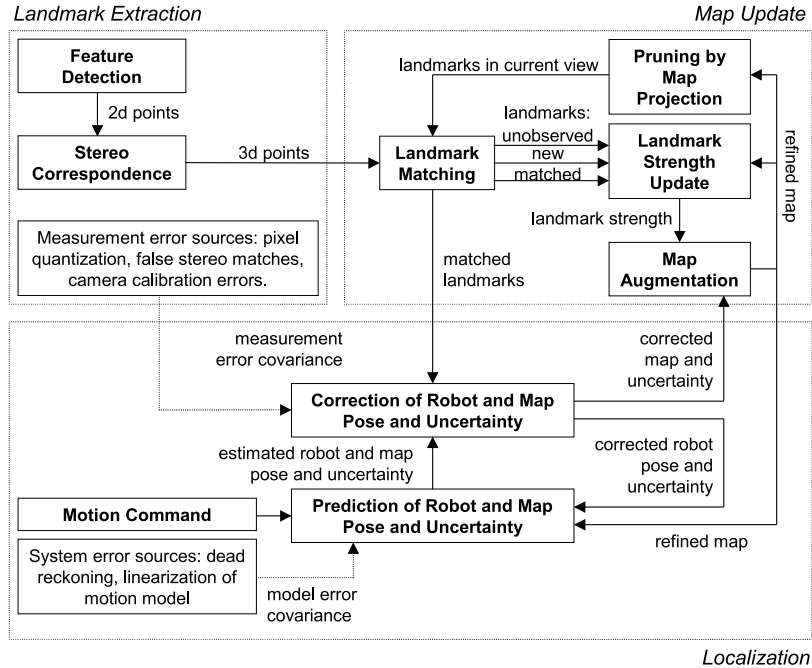 Landmark Extraction
Map Update
Feature
Detection
2d points
Stereo
Correspondence
3d points
Measurement error sources: pixel
quantization, false stereo matches,
camera calibration errors.
landmarks in current view
Pruning by
Map
Projection
landmarks:
unobserved
new
matched
Landmark
Matching
Landmark
Strength
Update
refined map
landmark strength
matched
landmarks
Map
Augmentation
measurement
error covariance
corrected
map and
uncertainty
Correction of Robot and Map
Pose and Uncertainty
estimated robot and map
pose and uncertainty
corrected robot
pose and
uncertainty
Motion Command
Prediction of Robot and Map
Pose and Uncertainty
refined map
System error sources: dead
reckoning, linearization of
motion model
model error
covariance
Localization